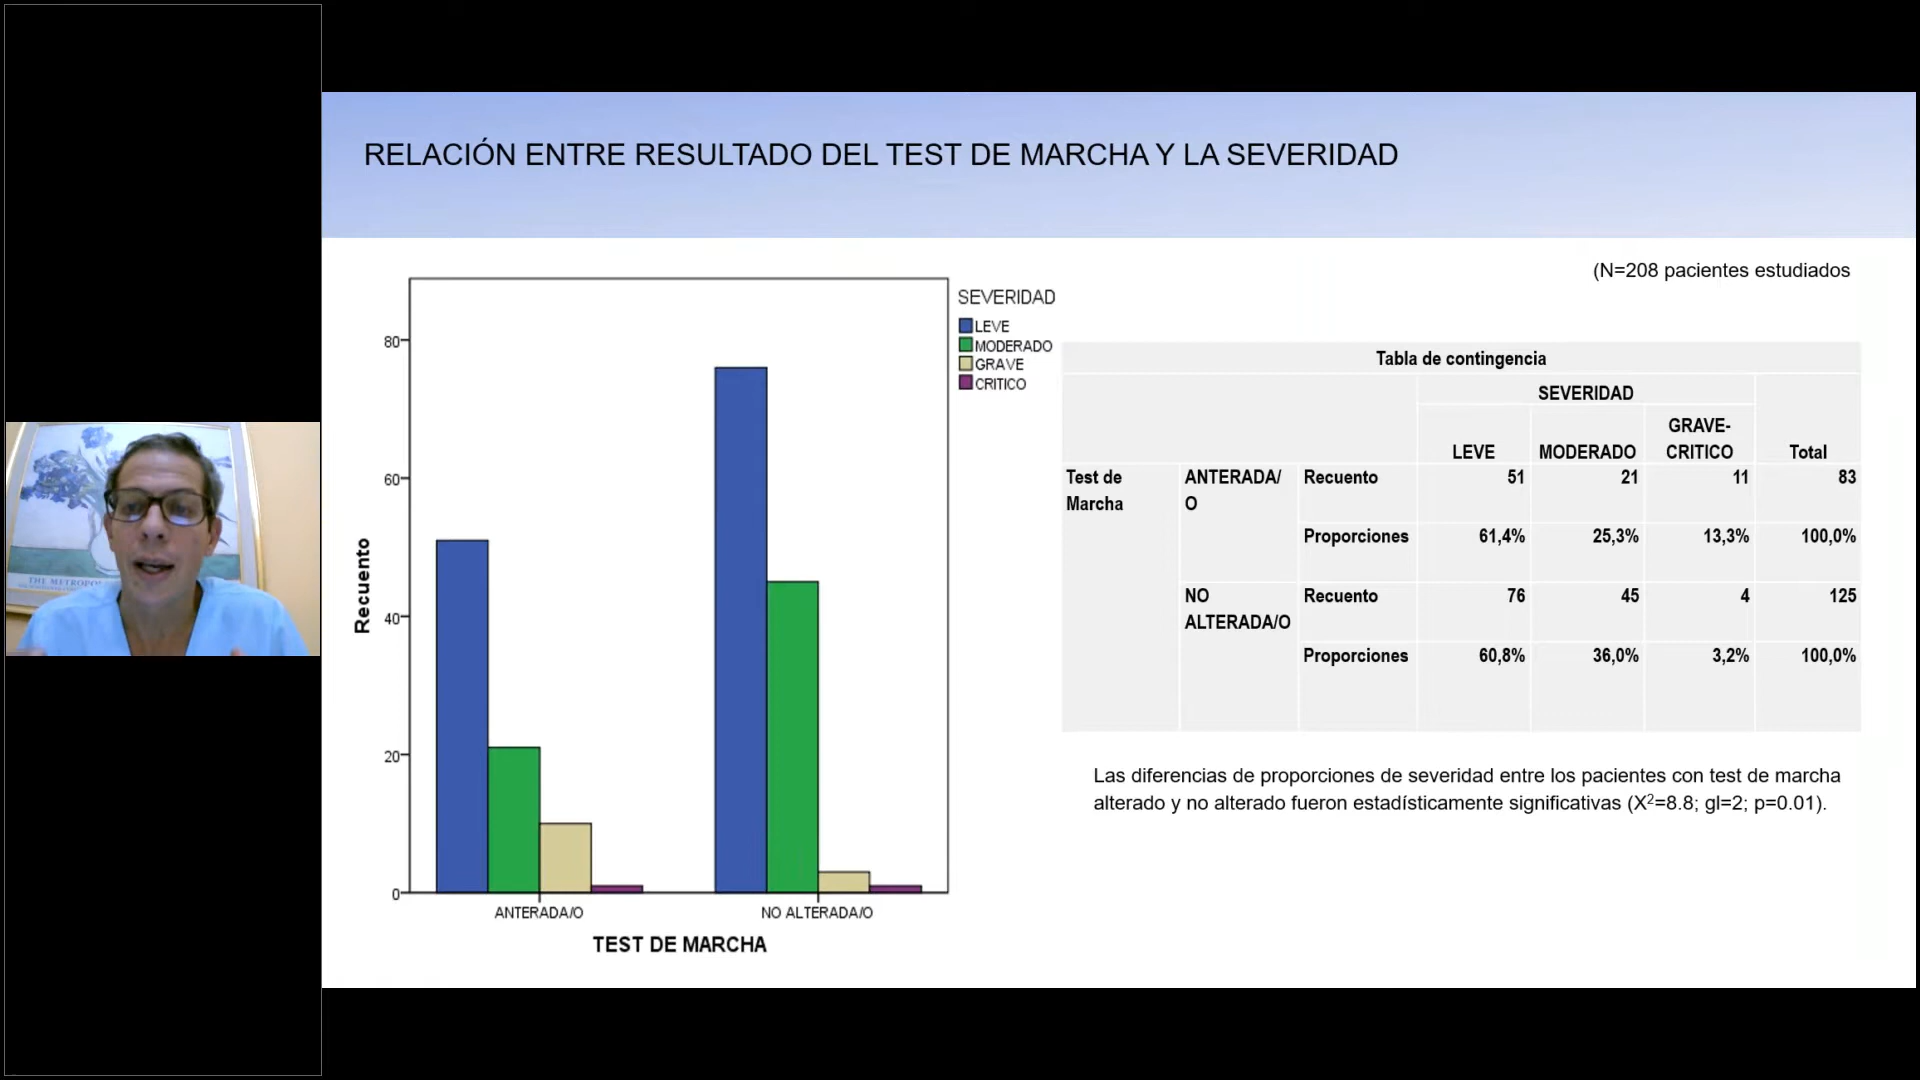 RELACIÓN ENTRE RESULTADO DEL TEST DE MARCHA Y LA SEVERIDAD
(N=208 pacientes estudiados
SEVERIDAD
LEVE
MODERADO
GRAVE
CRITICO
80
60
40
20
0
Recuento
ANTERADA/O NO ALTERADA/O
TEST DE MARCHA
Tabla de contingencia
SEVERIDAD
LEVE MODERADO GRAVE-CRITICO Total
Test de Marcha ANTERADA/O Recuento 51 21 11 83
Proporciones 61,4% 25,3% 13,3% 100,0%
NO ALTERADA/O Recuento 76 45 4 125
Proporciones 60,8% 36,0% 3,2% 100,0%
Las diferencias de proporciones de severidad entre los pacientes con test de marcha
alterado y no alterado fueron estadísticamente significativas (X²=8.8; gl=2; p=0.01).
THE METROPO